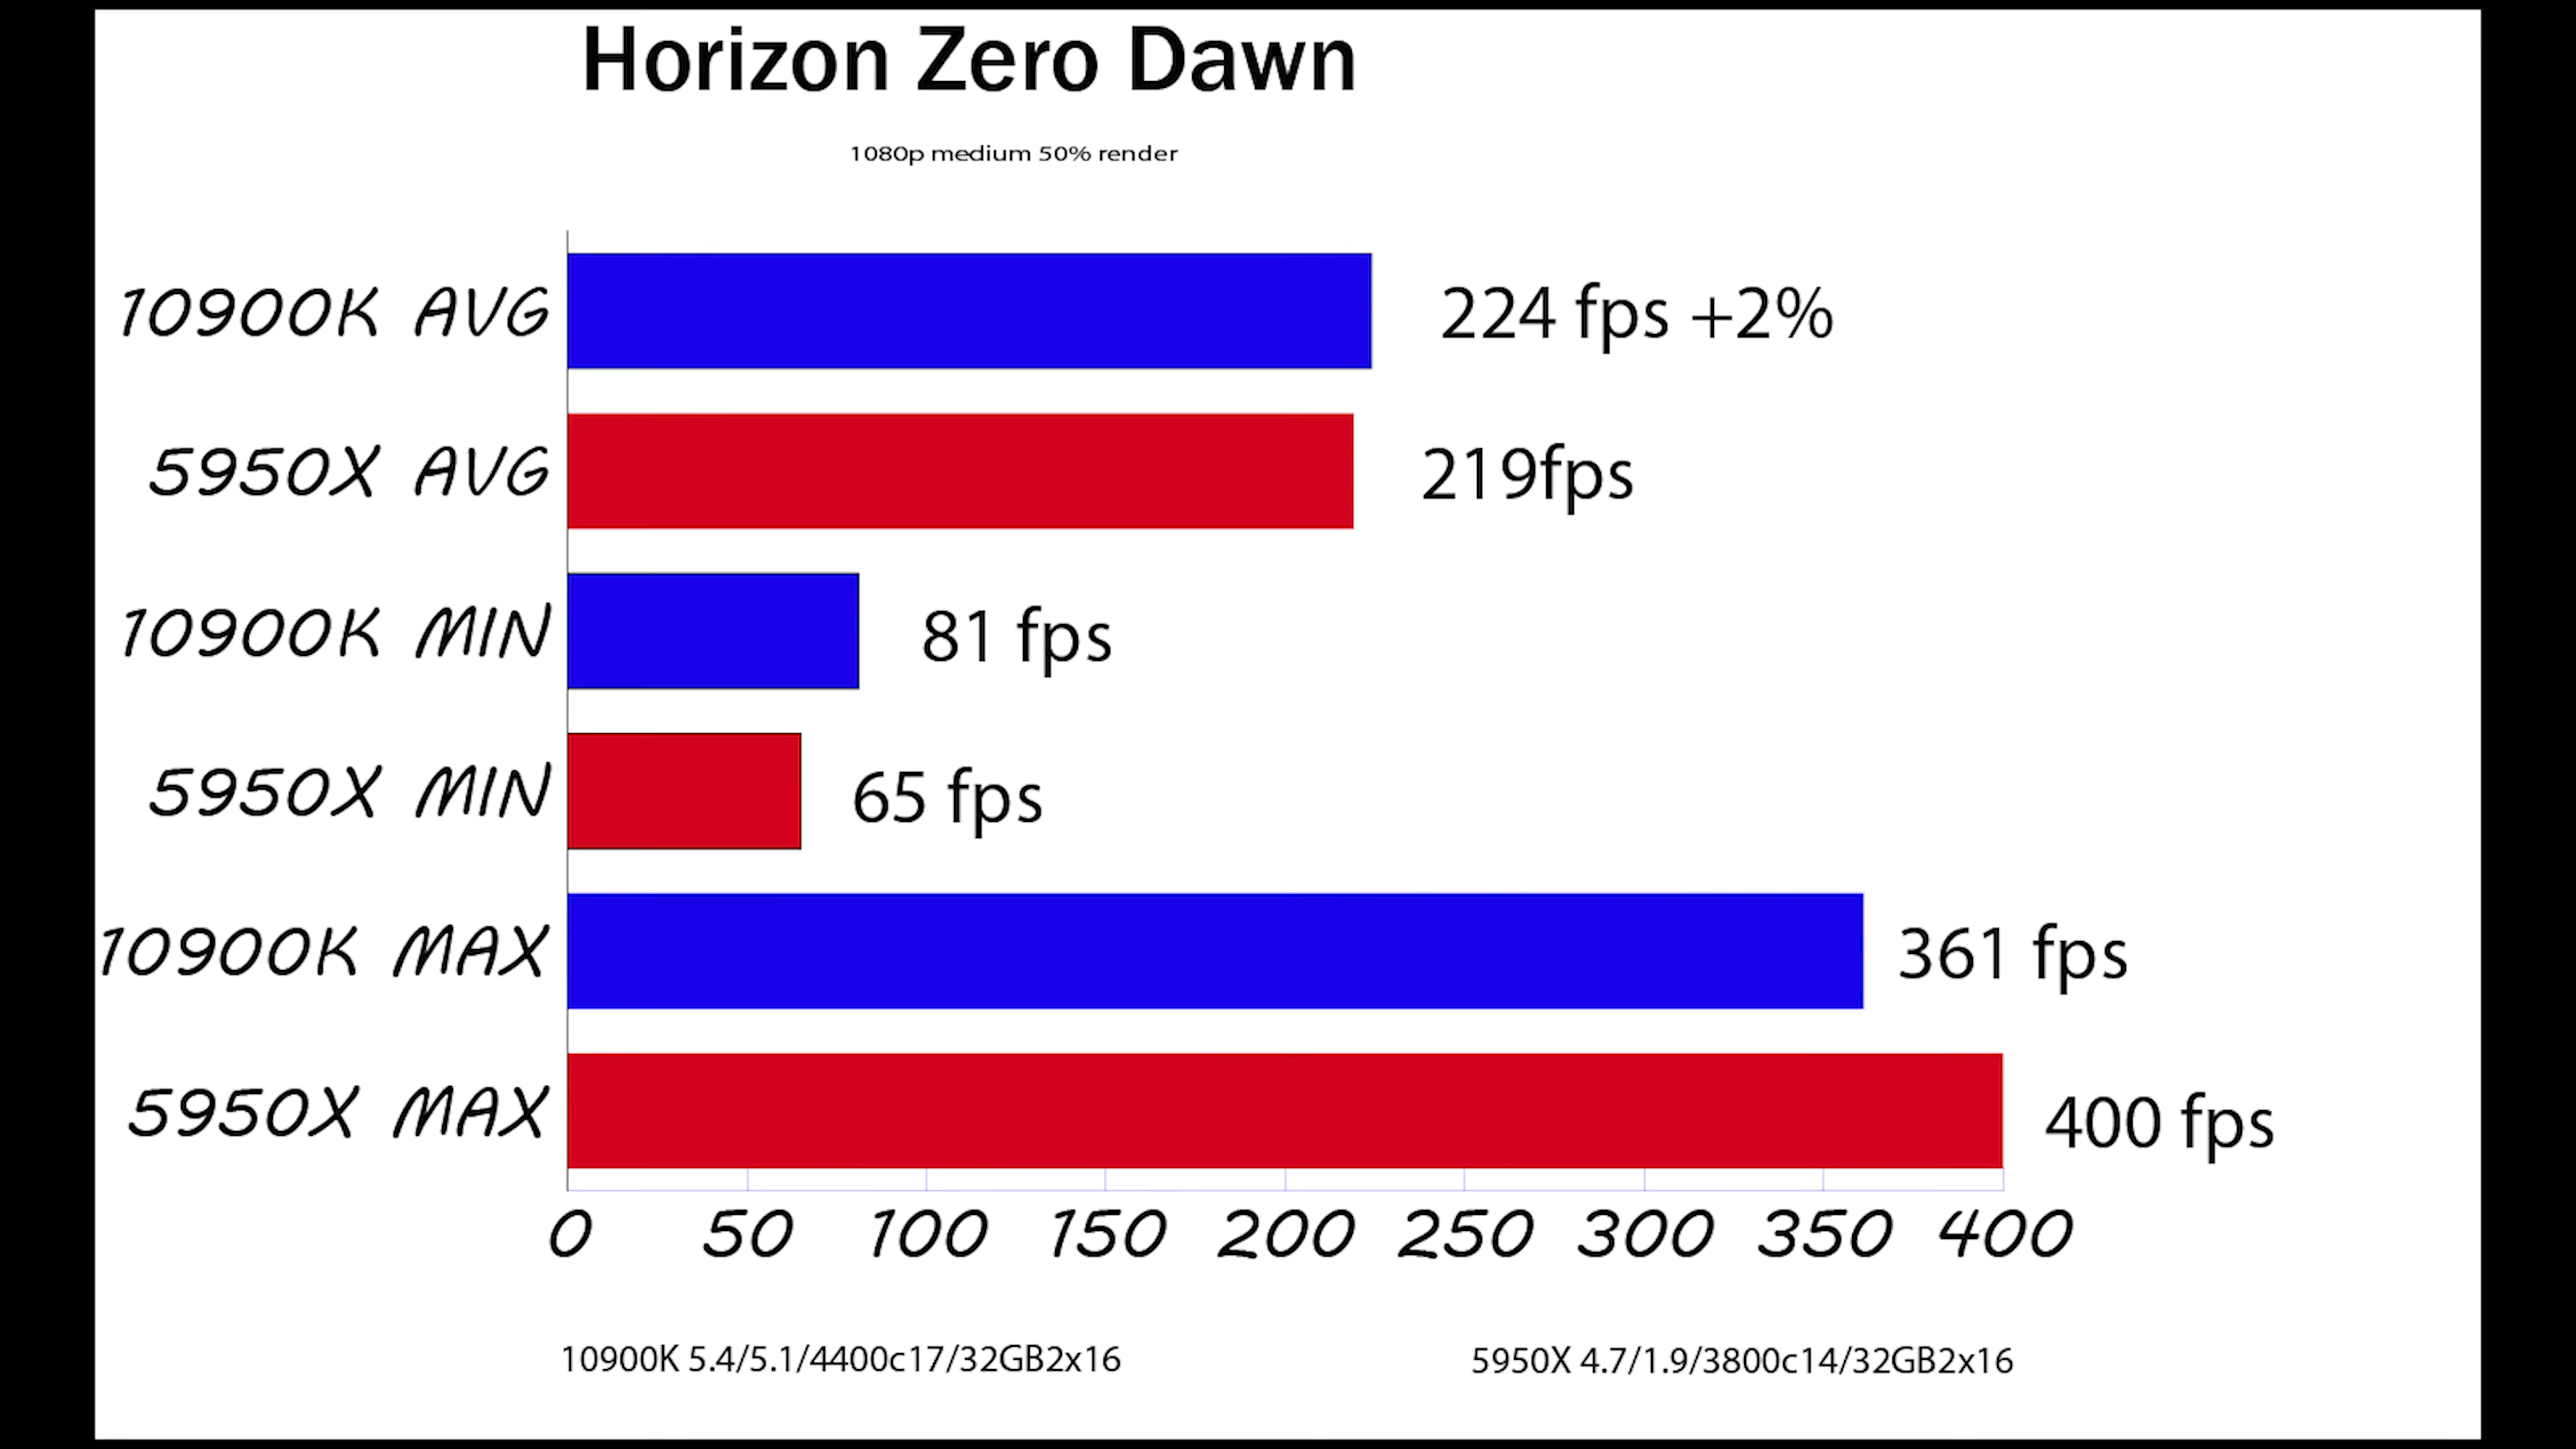 Horizon Zero Dawn
1080p medium 50% render
10900K AVG
224 fps +2%
5950X AVG
219fps
10900K MIN
81 fps
5950X MIN
65 fps
10900K MAX
361 fps
5950X MAX
400 fps
0 50 100 150 200 250 300 350 400
10900K 5.4/5.1/4400c17/32GB2x16
5950X 4.7/1.9/3800c14/32GB2x16